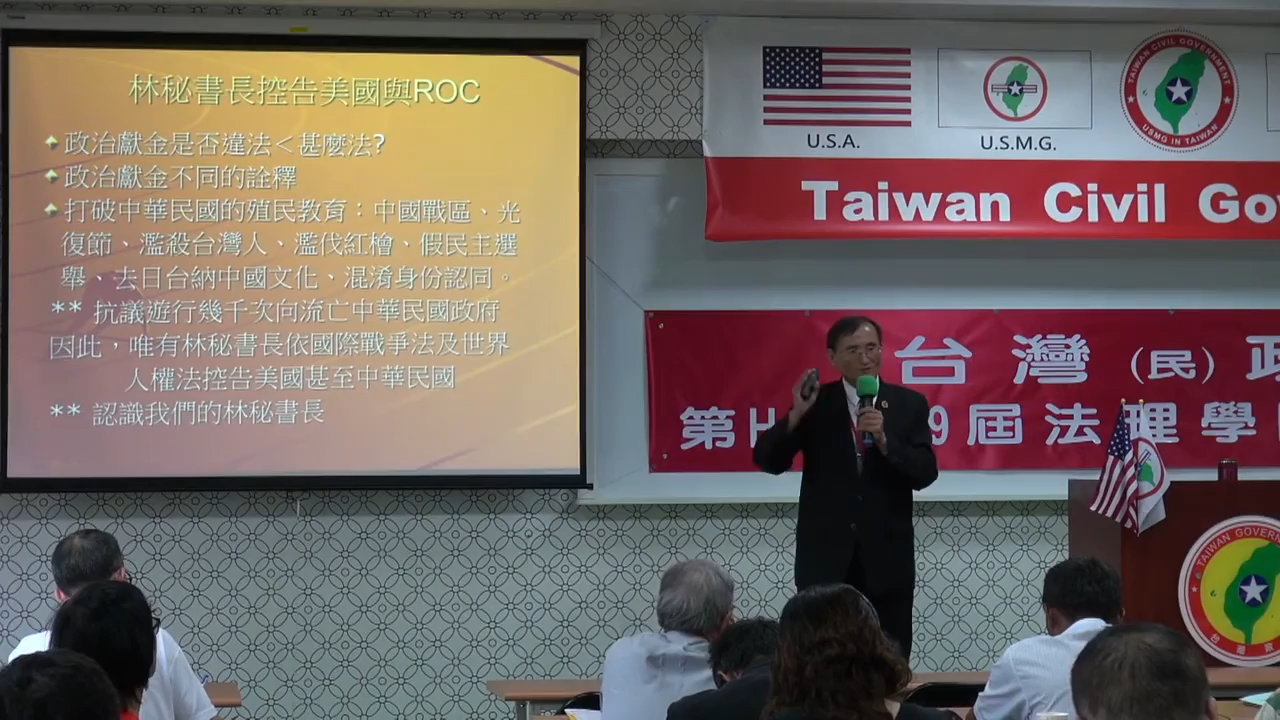 林秘書長控告美國與ROC
政治獻金是否違法<甚麼法?
政治獻金不同的詮釋
打破中華民國的殖民教育：中國戰區、光
復節、濫殺台灣人、濫伐紅檜、假民主選
舉、去日台納中國文化、混淆身份認同。
** 抗議遊行幾千次向流亡中華民國政府
因此，唯有林秘書長依國際戰爭法及世界
人權法控告美國甚至中華民國
** 認識我們的林秘書長
U.S.A.
U.S.M.G.
TAIWAN CIVIL GOVERNMENT
USMG IN TAIWAN
Taiwan Civil Go
台灣(民)政
第H
9屆法理學
TAIWAN GOVERN